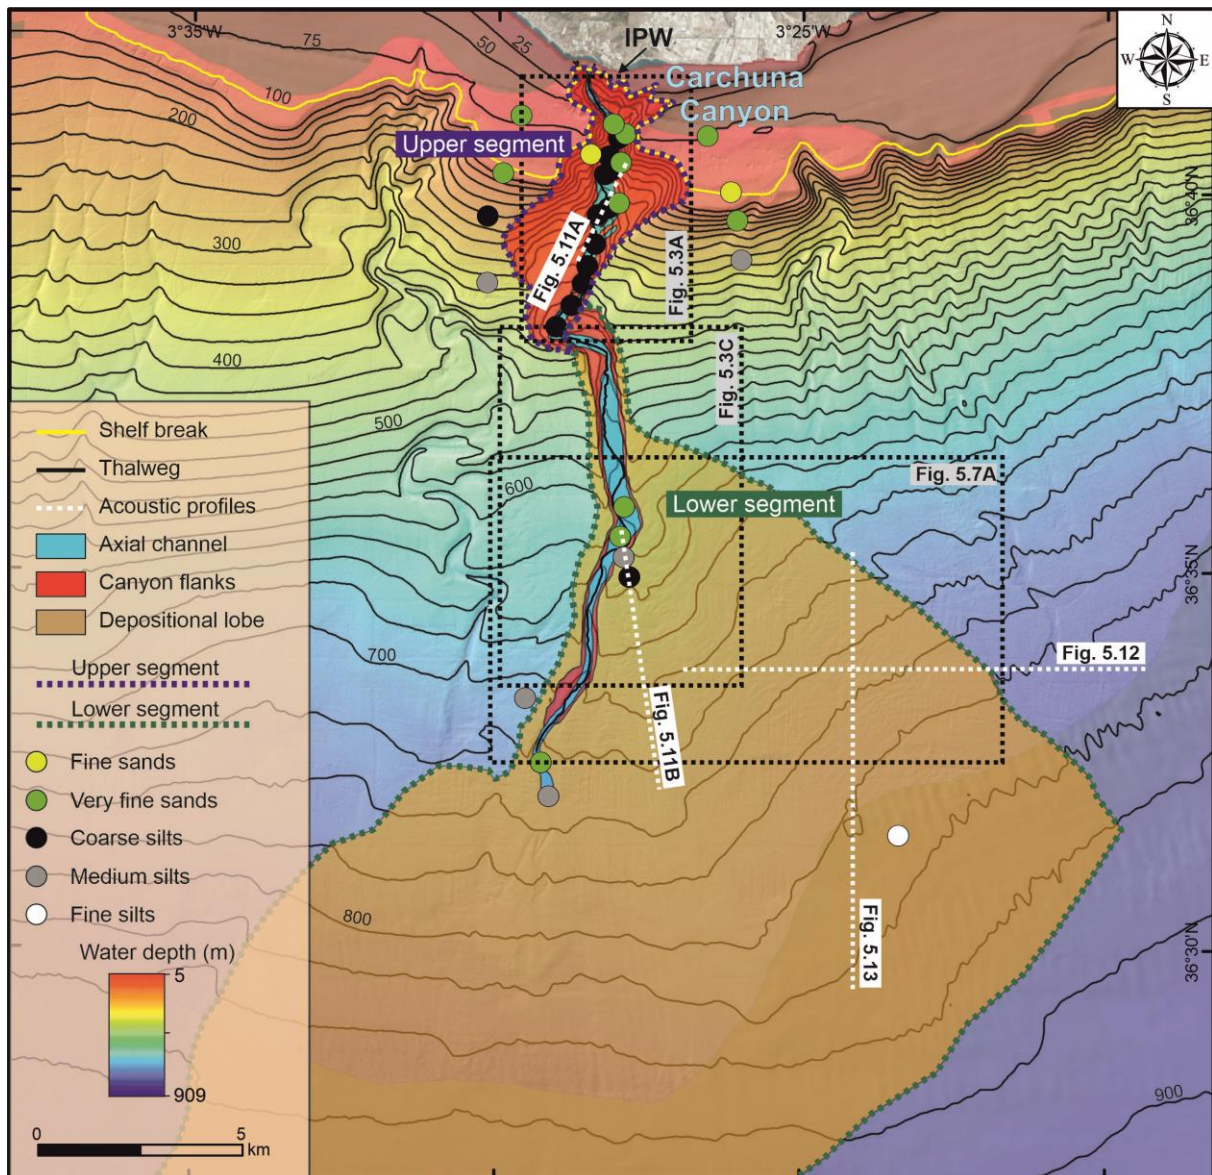 3°35'W
3°25'W
N
W E
S
75
50
25
IPW
Carchuna
Canyon
100
200
Upper segment
36°40'N
300
Fig. 5.11A
Fig. 5.3A
400
Fig. 5.3C
500
600
Fig. 5.7A
Lower segment
36°35'N
700
Fig. 5.12
Fig. 5.11B
800
Fig. 5.13
36°30'N
900
Shelf break
Thalweg
Acoustic profiles
Axial channel
Canyon flanks
Depositional lobe
Upper segment
Lower segment
Fine sands
Very fine sands
Coarse silts
Medium silts
Fine silts
Water depth (m)
5
909
0 5
km